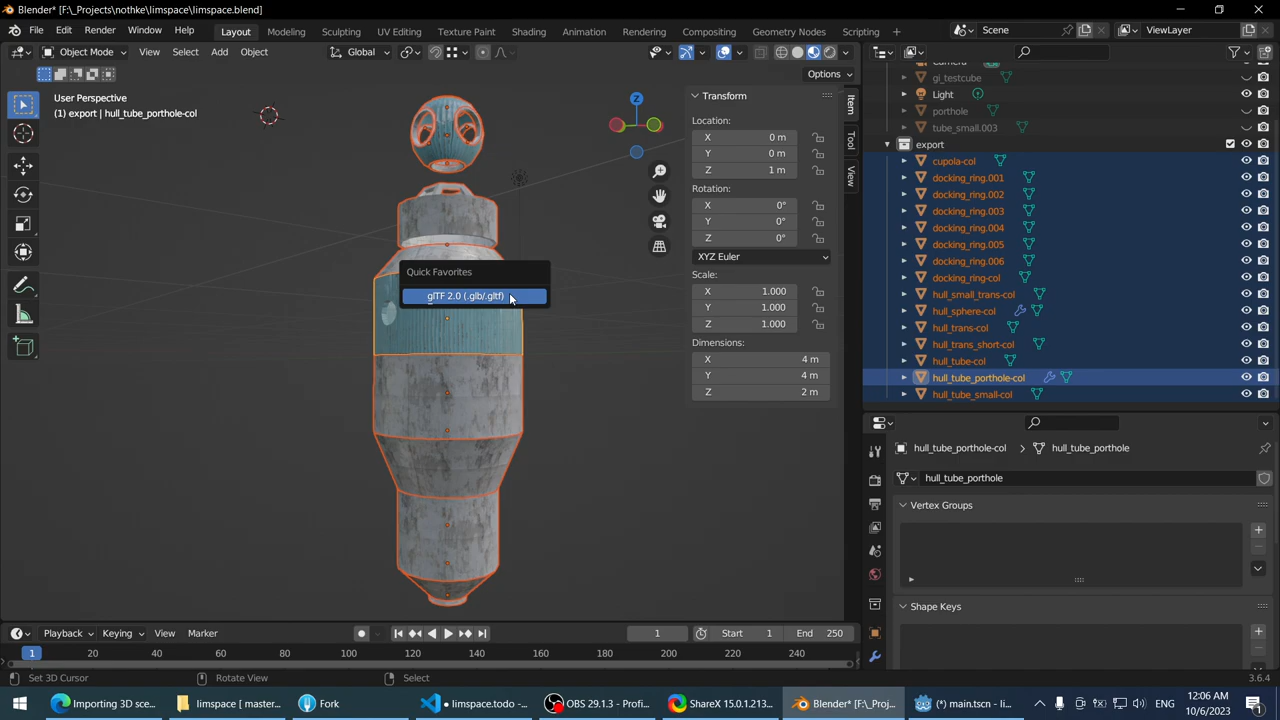 Blender* [F:\_Projects\nothke\limspace\limspace.blend]
File Edit Render Window Help Layout Modeling Sculpting UV Editing Texture Paint Shading Animation Rendering Compositing Geometry Nodes Scripting + Scene ViewLayer
Object Mode View Select Add Object Global
Options
User Perspective
(1) export | hull_tube_porthole-col
Z
Quick Favorites
glTF 2.0 (.glb/.gltf)
Item
Tool
View
Transform
Location:
X 0 m
Y 0 m
Z 1 m
Rotation:
X 0°
Y 0°
Z 0°
XYZ Euler
Scale:
X 1.000
Y 1.000
Z 1.000
Dimensions:
X 4 m
Y 4 m
Z 2 m
gi_testcube
Light
porthole
tube_small.003
export
cupola-col
docking_ring.001
docking_ring.002
docking_ring.003
docking_ring.004
docking_ring.005
docking_ring.006
docking_ring-col
hull_small_trans-col
hull_sphere-col
hull_trans-col
hull_trans_short-col
hull_tube-col
hull_tube_porthole-col
hull_tube_small-col
hull_tube_porthole-col hull_tube_porthole
hull_tube_porthole
Vertex Groups
Shape Keys
Playback Keying View Marker 1 Start 1 End 250
1 20 40 60 80 100 120 140 160 180 200 220 240
Set 3D Cursor Rotate View Select 3.6.4
Importing 3D sce... limspace [ master... Fork limspace.todo - ... OBS 29.1.3 - Profi... ShareX 15.0.1.213... Blender* [F:\_Proj... (*) main.tscn - li... ENG 12:06 AM
10/6/2023
1